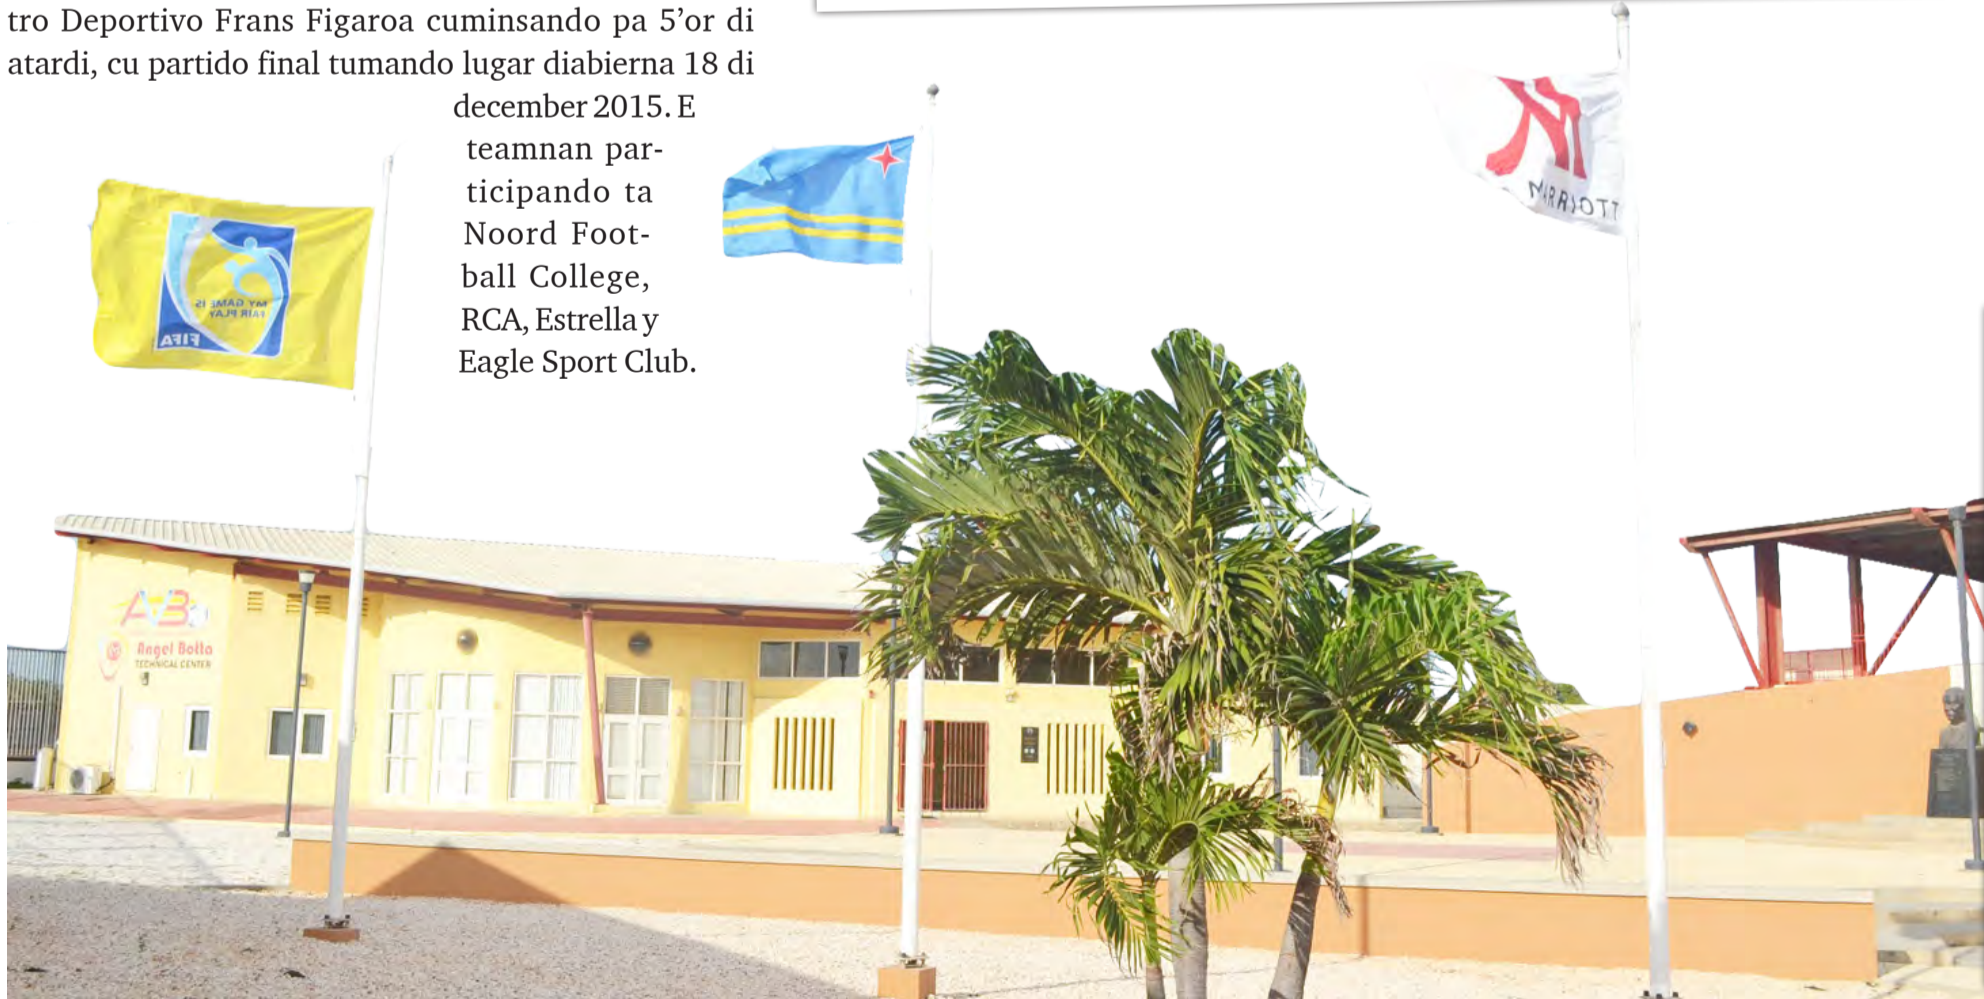 tro Deportivo Frans Figaroa cuminsando pa 5’or di
atardi, cu partido final tumando lugar diabierna 18 di
december 2015. E
teamnan par-
ticipando ta
Noord Foot-
ball College,
RCA, Estrella y
Eagle Sport Club.
MARRIOTT
MY GAME IS
FAIR PLAY
FIFA
AVB
Angel Botta
TECHNICAL CENTER